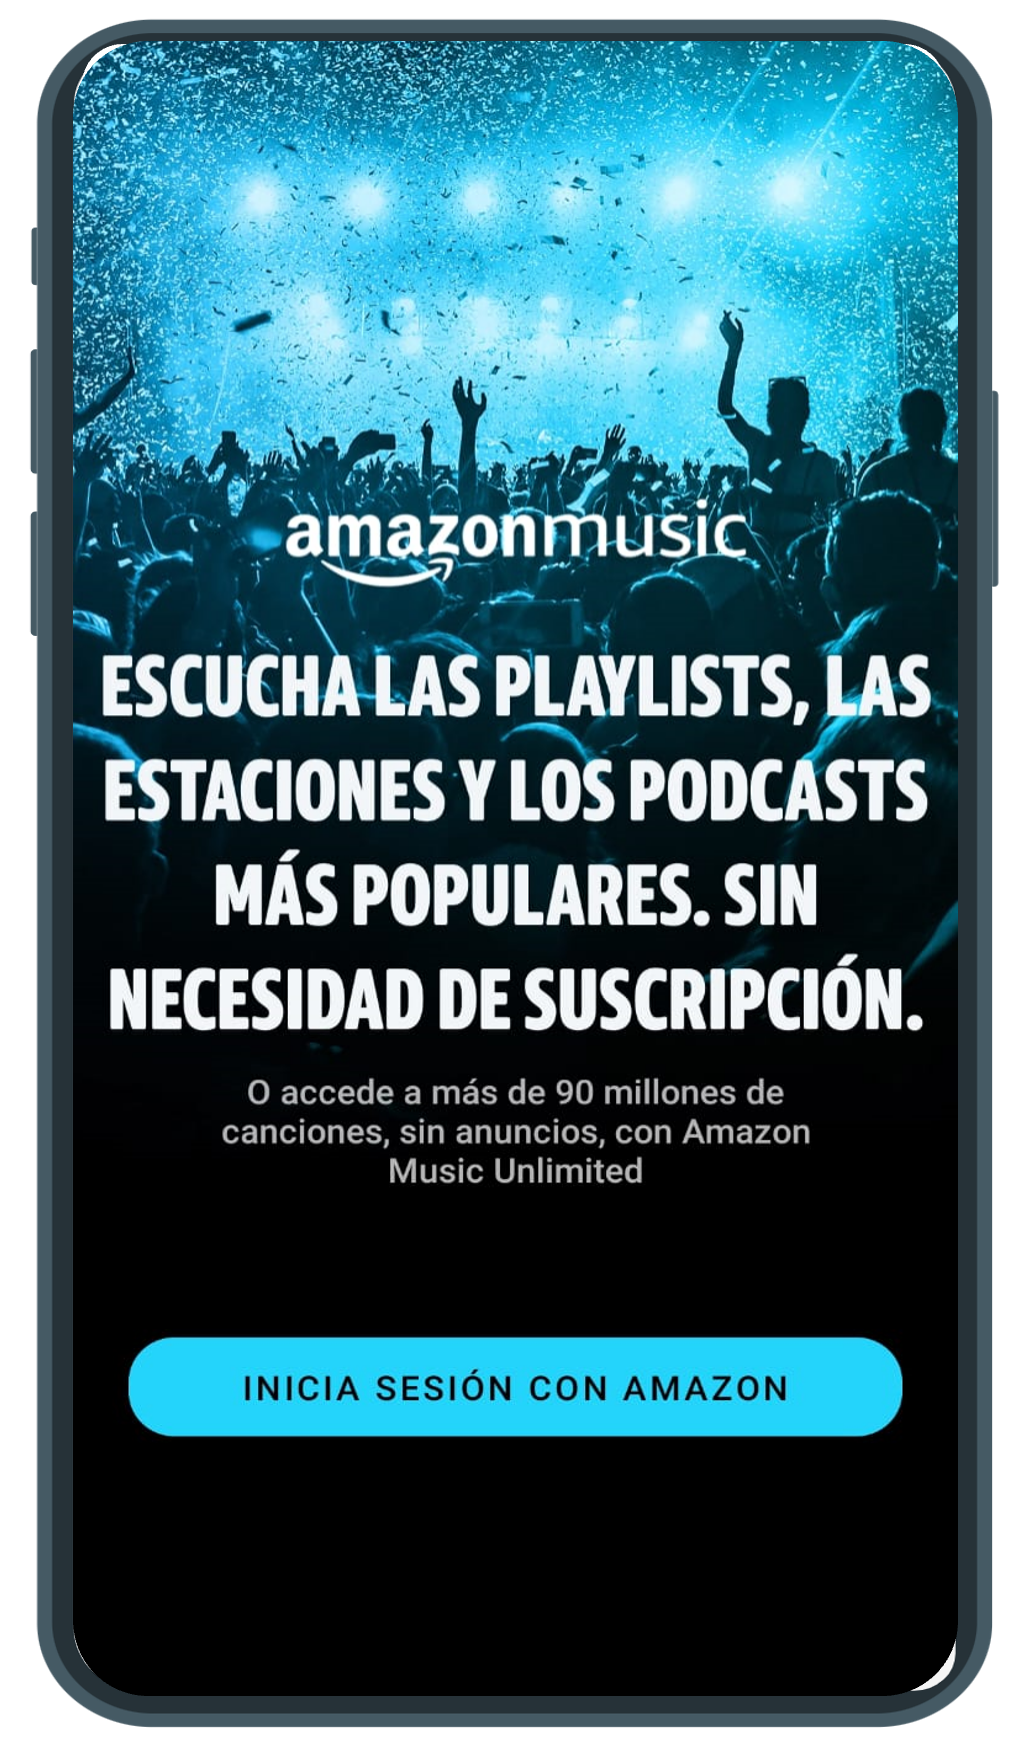 amazonmusic
ESCUCHA LAS PLAYLISTS, LAS
ESTACIONES Y LOS PODCASTS
MÁS POPULARES. SIN
NECESIDAD DE SUSCRIPCIÓN.
O accede a más de 90 millones de
canciones, sin anuncios, con Amazon
Music Unlimited
INICIA SESIÓN CON AMAZON